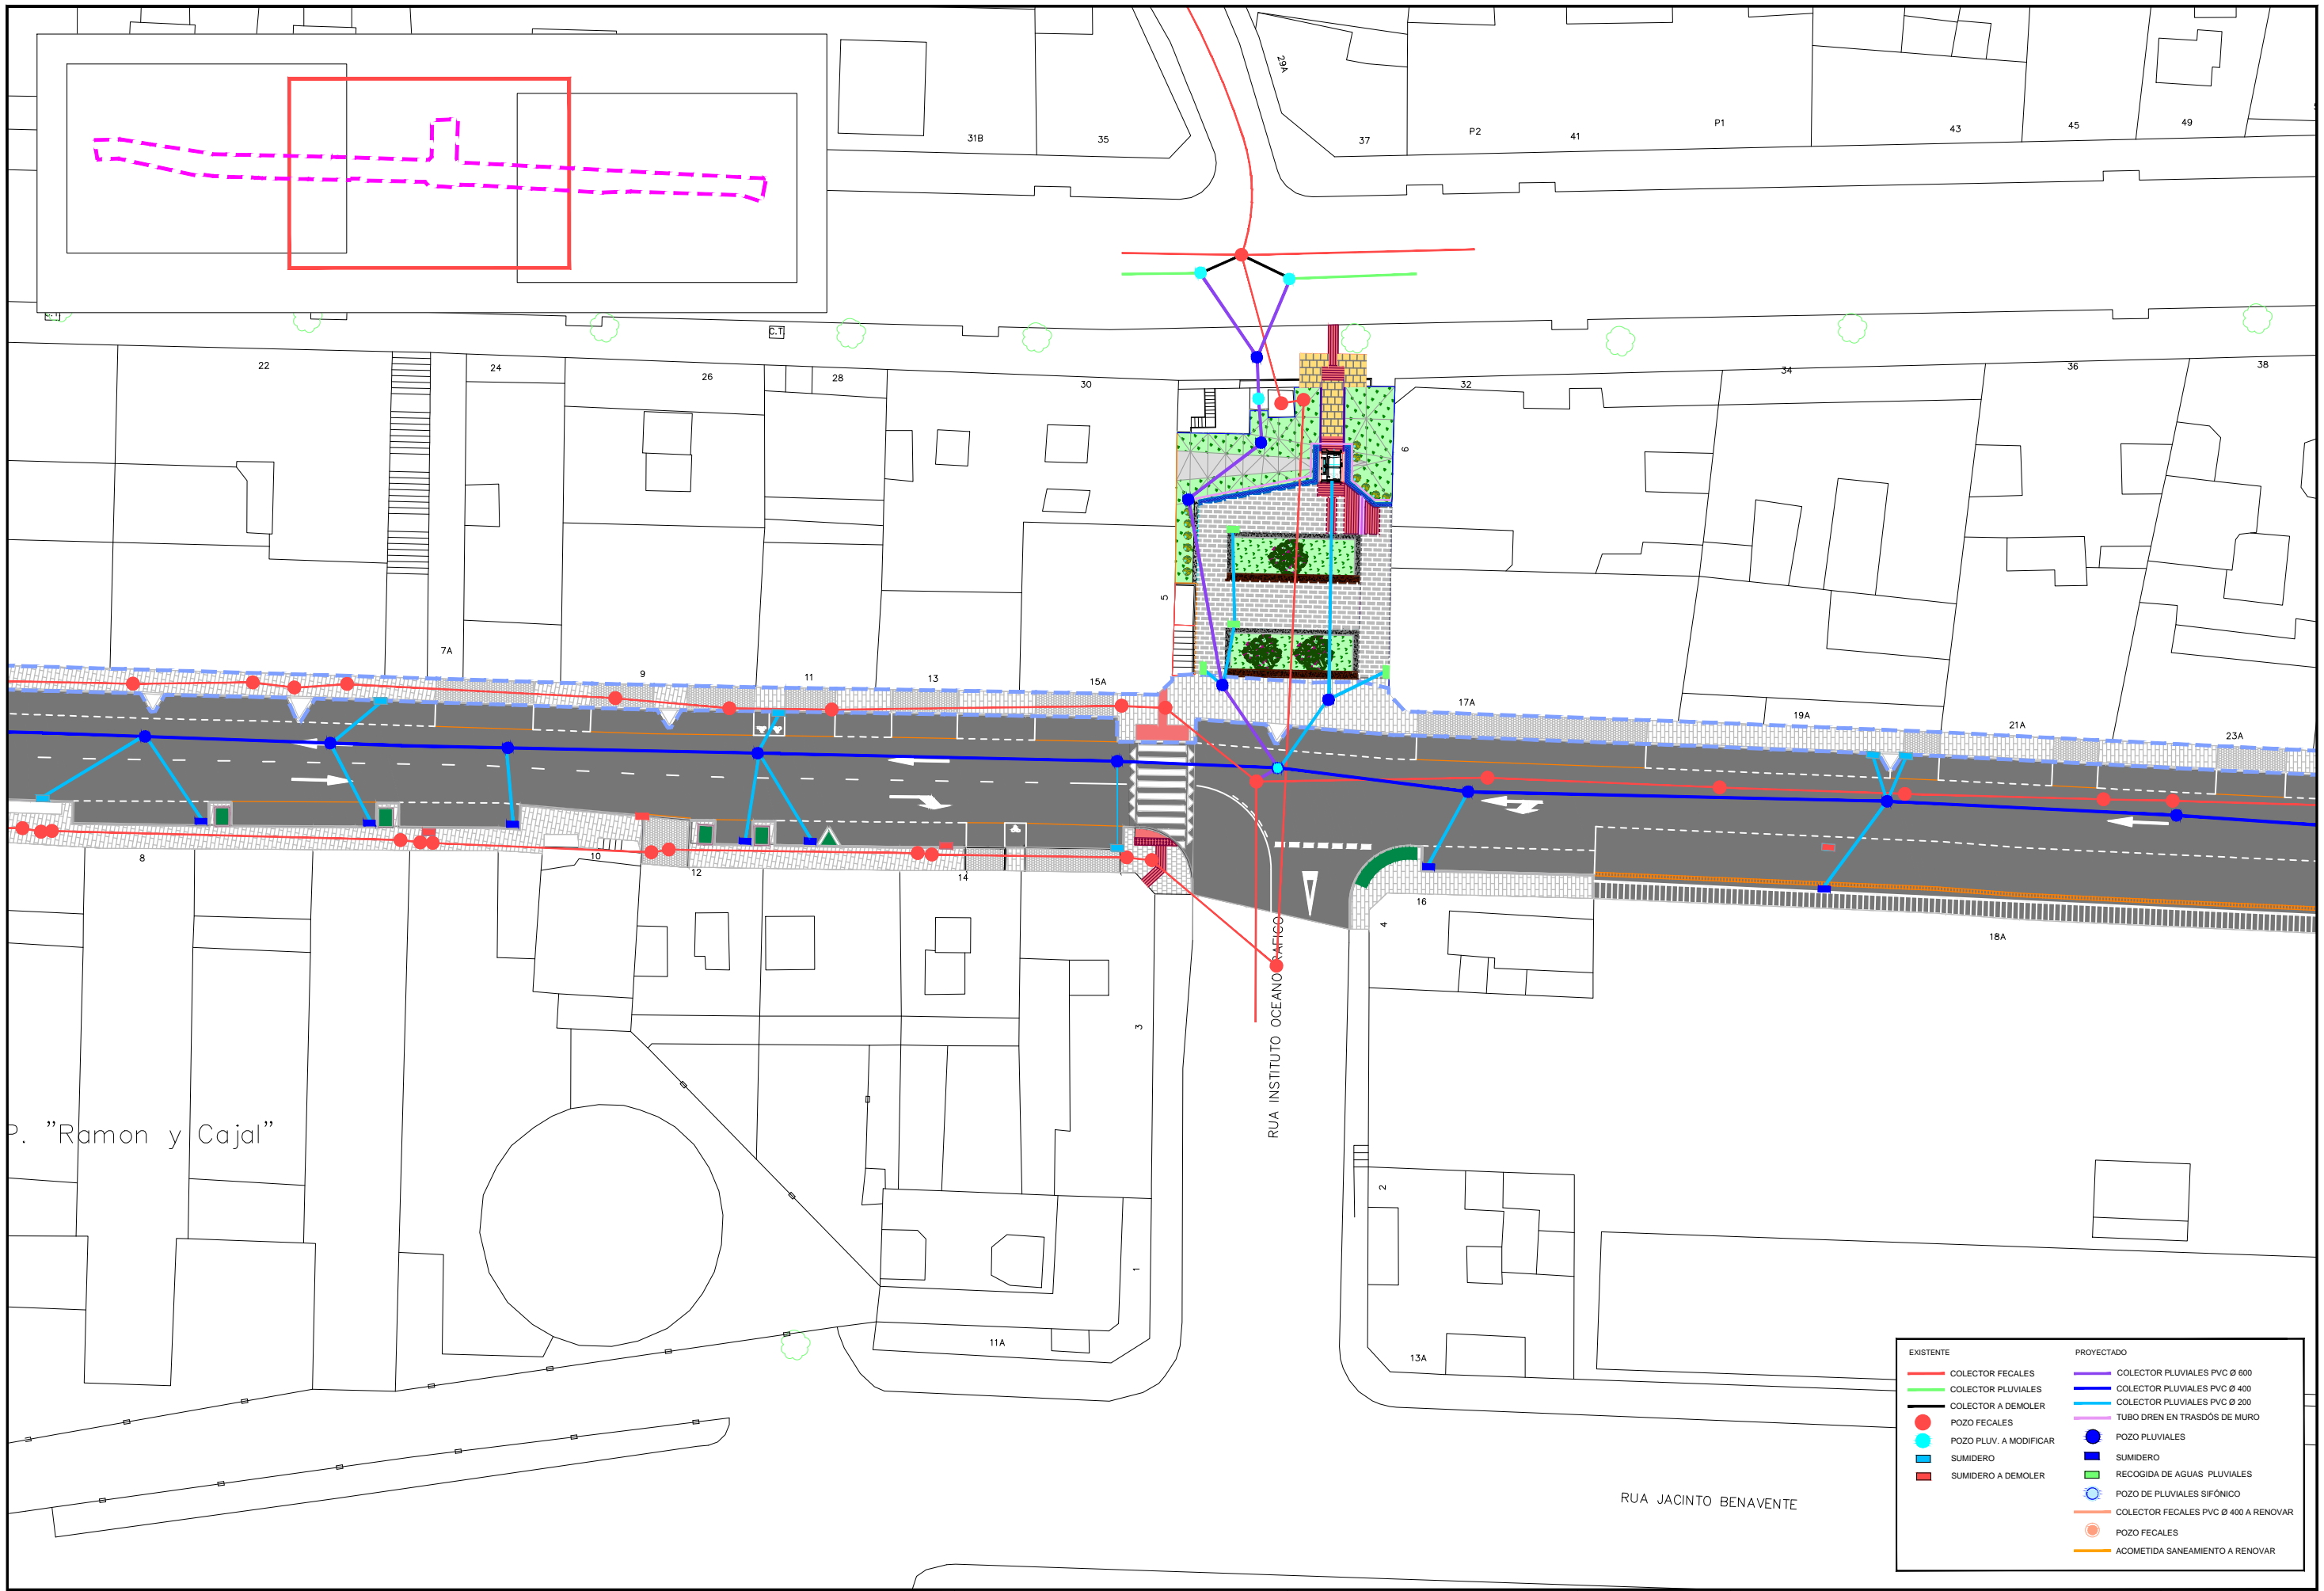 29A
31B
35
37
P2
41
P1
43
45
49
C.T.
22
24
26
28
30
32
34
36
38
6
5
7A
9
11
13
15A
17A
19A
21A
23A
8
10
12
14
16
4
18A
RUA INSTITUTO OCEANOGRAFICO
3
P. "Ramon y Cajal"
2
1
11A
13A
RUA JACINTO BENAVENTE
EXISTENTE
COLECTOR FECALES
COLECTOR PLUVIALES
COLECTOR A DEMOLER
POZO FECALES
POZO PLUV. A MODIFICAR
SUMIDERO
SUMIDERO A DEMOLER
PROYECTADO
COLECTOR PLUVIALES PVC Ø 600
COLECTOR PLUVIALES PVC Ø 400
COLECTOR PLUVIALES PVC Ø 200
TUBO DREN EN TRASDÓS DE MURO
POZO PLUVIALES
SUMIDERO
RECOGIDA DE AGUAS PLUVIALES
POZO DE PLUVIALES SIFÓNICO
COLECTOR FECALES PVC Ø 400 A RENOVAR
POZO FECALES
ACOMETIDA SANEAMIENTO A RENOVAR